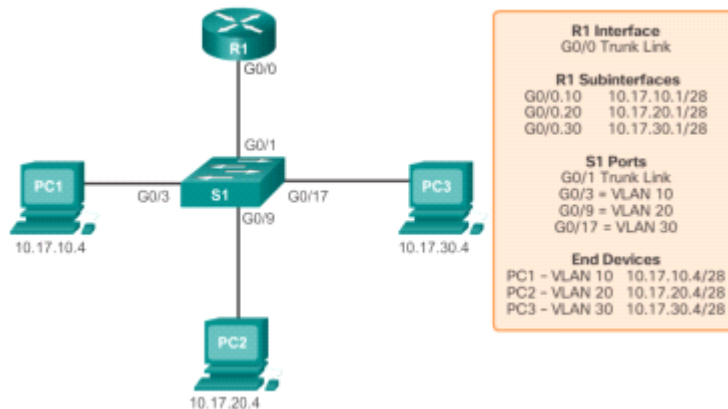 R1
G0/0
G0/1
PC1
G0/3
S1
G0/17
PC3
G0/9
10.17.10.4
10.17.30.4
PC2
10.17.20.4
R1 Interface
G0/0 Trunk Link
R1 Subinterfaces
G0/0.10 10.17.10.1/28
G0/0.20 10.17.20.1/28
G0/0.30 10.17.30.1/28
S1 Ports
G0/1 Trunk Link
G0/3 = VLAN 10
G0/9 = VLAN 20
G0/17 = VLAN 30
End Devices
PC1 - VLAN 10 10.17.10.4/28
PC2 - VLAN 20 10.17.20.4/28
PC3 - VLAN 30 10.17.30.4/28